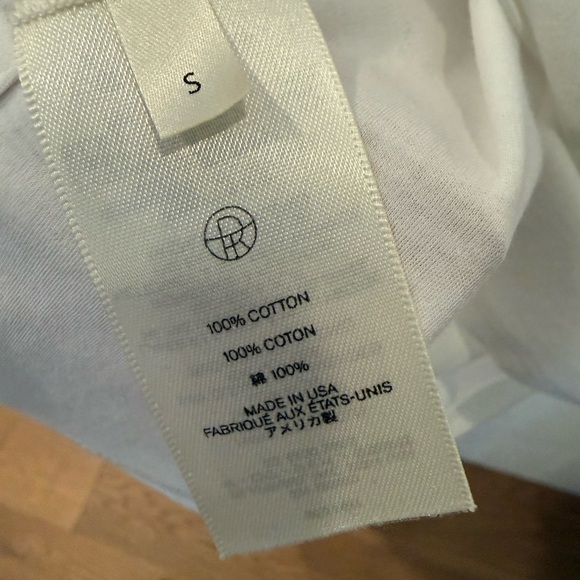 S
100% COTTON
100% COTON
綿 100%
MADE IN USA
FABRIQUÉ AUX ÉTATS-UNIS
アメリカ製